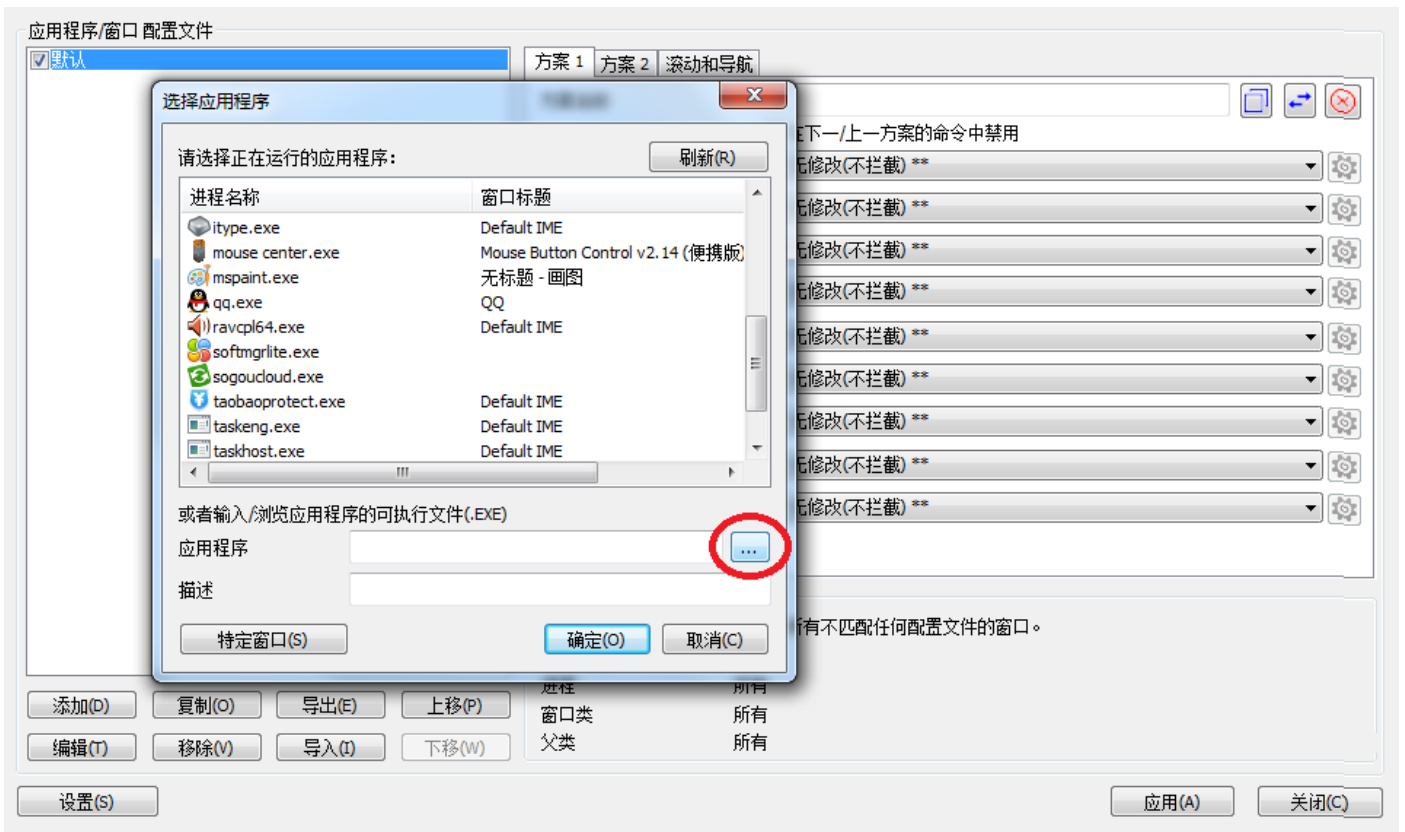 应用程序/窗口 配置文件
默认
方案 1
方案 2
滚动和导航
选择应用程序
请选择正在运行的应用程序:
刷新(R)
进程名称 窗口标题
itype.exe Default IME
mouse center.exe Mouse Button Control v2.14 (便携版)
mspaint.exe 无标题 - 画图
qq.exe QQ
ravcpl64.exe Default IME
softmgrlite.exe
sogoucloud.exe
taobaoprotect.exe Default IME
taskeng.exe Default IME
taskhost.exe Default IME
或者输入/浏览应用程序的可执行文件(.EXE)
应用程序
...
描述
特定窗口(S)
确定(O)
取消(C)
下一/上一方案的命令中禁用
修改(不拦截) **
修改(不拦截) **
修改(不拦截) **
修改(不拦截) **
修改(不拦截) **
修改(不拦截) **
修改(不拦截) **
修改(不拦截) **
修改(不拦截) **
有不匹配任何配置文件的窗口。
进程 所有
窗口类 所有
父类 所有
添加(D)
复制(O)
导出(E)
上移(P)
编辑(T)
移除(V)
导入(I)
下移(W)
设置(S)
应用(A)
关闭(C)